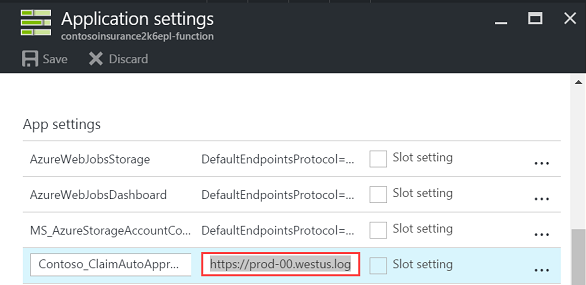 Application settings
contosoinsurance2k6epl-function
Save Discard
App settings
AzureWebJobsStorage DefaultEndpointsProtocol=... Slot setting ...
AzureWebJobsDashboard DefaultEndpointsProtocol=... Slot setting ...
MS_AzureStorageAccountCo... DefaultEndpointsProtocol=... Slot setting ...
Contoso_ClaimAutoAppr... https://prod-00.westus.log Slot setting ...